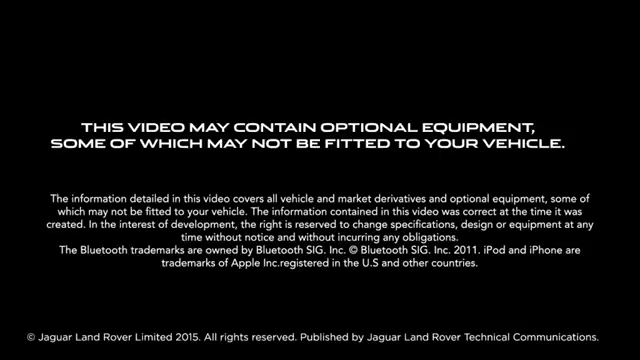 THIS VIDEO MAY CONTAIN OPTIONAL EQUIPMENT,
SOME OF WHICH MAY NOT BE FITTED TO YOUR VEHICLE.
The information detailed in this video covers all vehicle and market derivatives and optional equipment, some of
which may not be fitted to your vehicle. The information contained in this video was correct at the time it was
created. In the interest of development, the right is reserved to change specifications, design or equipment at any
time without notice and without incurring any obligations.
The Bluetooth trademarks are owned by Bluetooth SIG. Inc. © Bluetooth SIG. Inc. 2011. iPod and iPhone are
trademarks of Apple Inc.registered in the U.S and other countries.
© Jaguar Land Rover Limited 2015. All rights reserved. Published by Jaguar Land Rover Technical Communications.